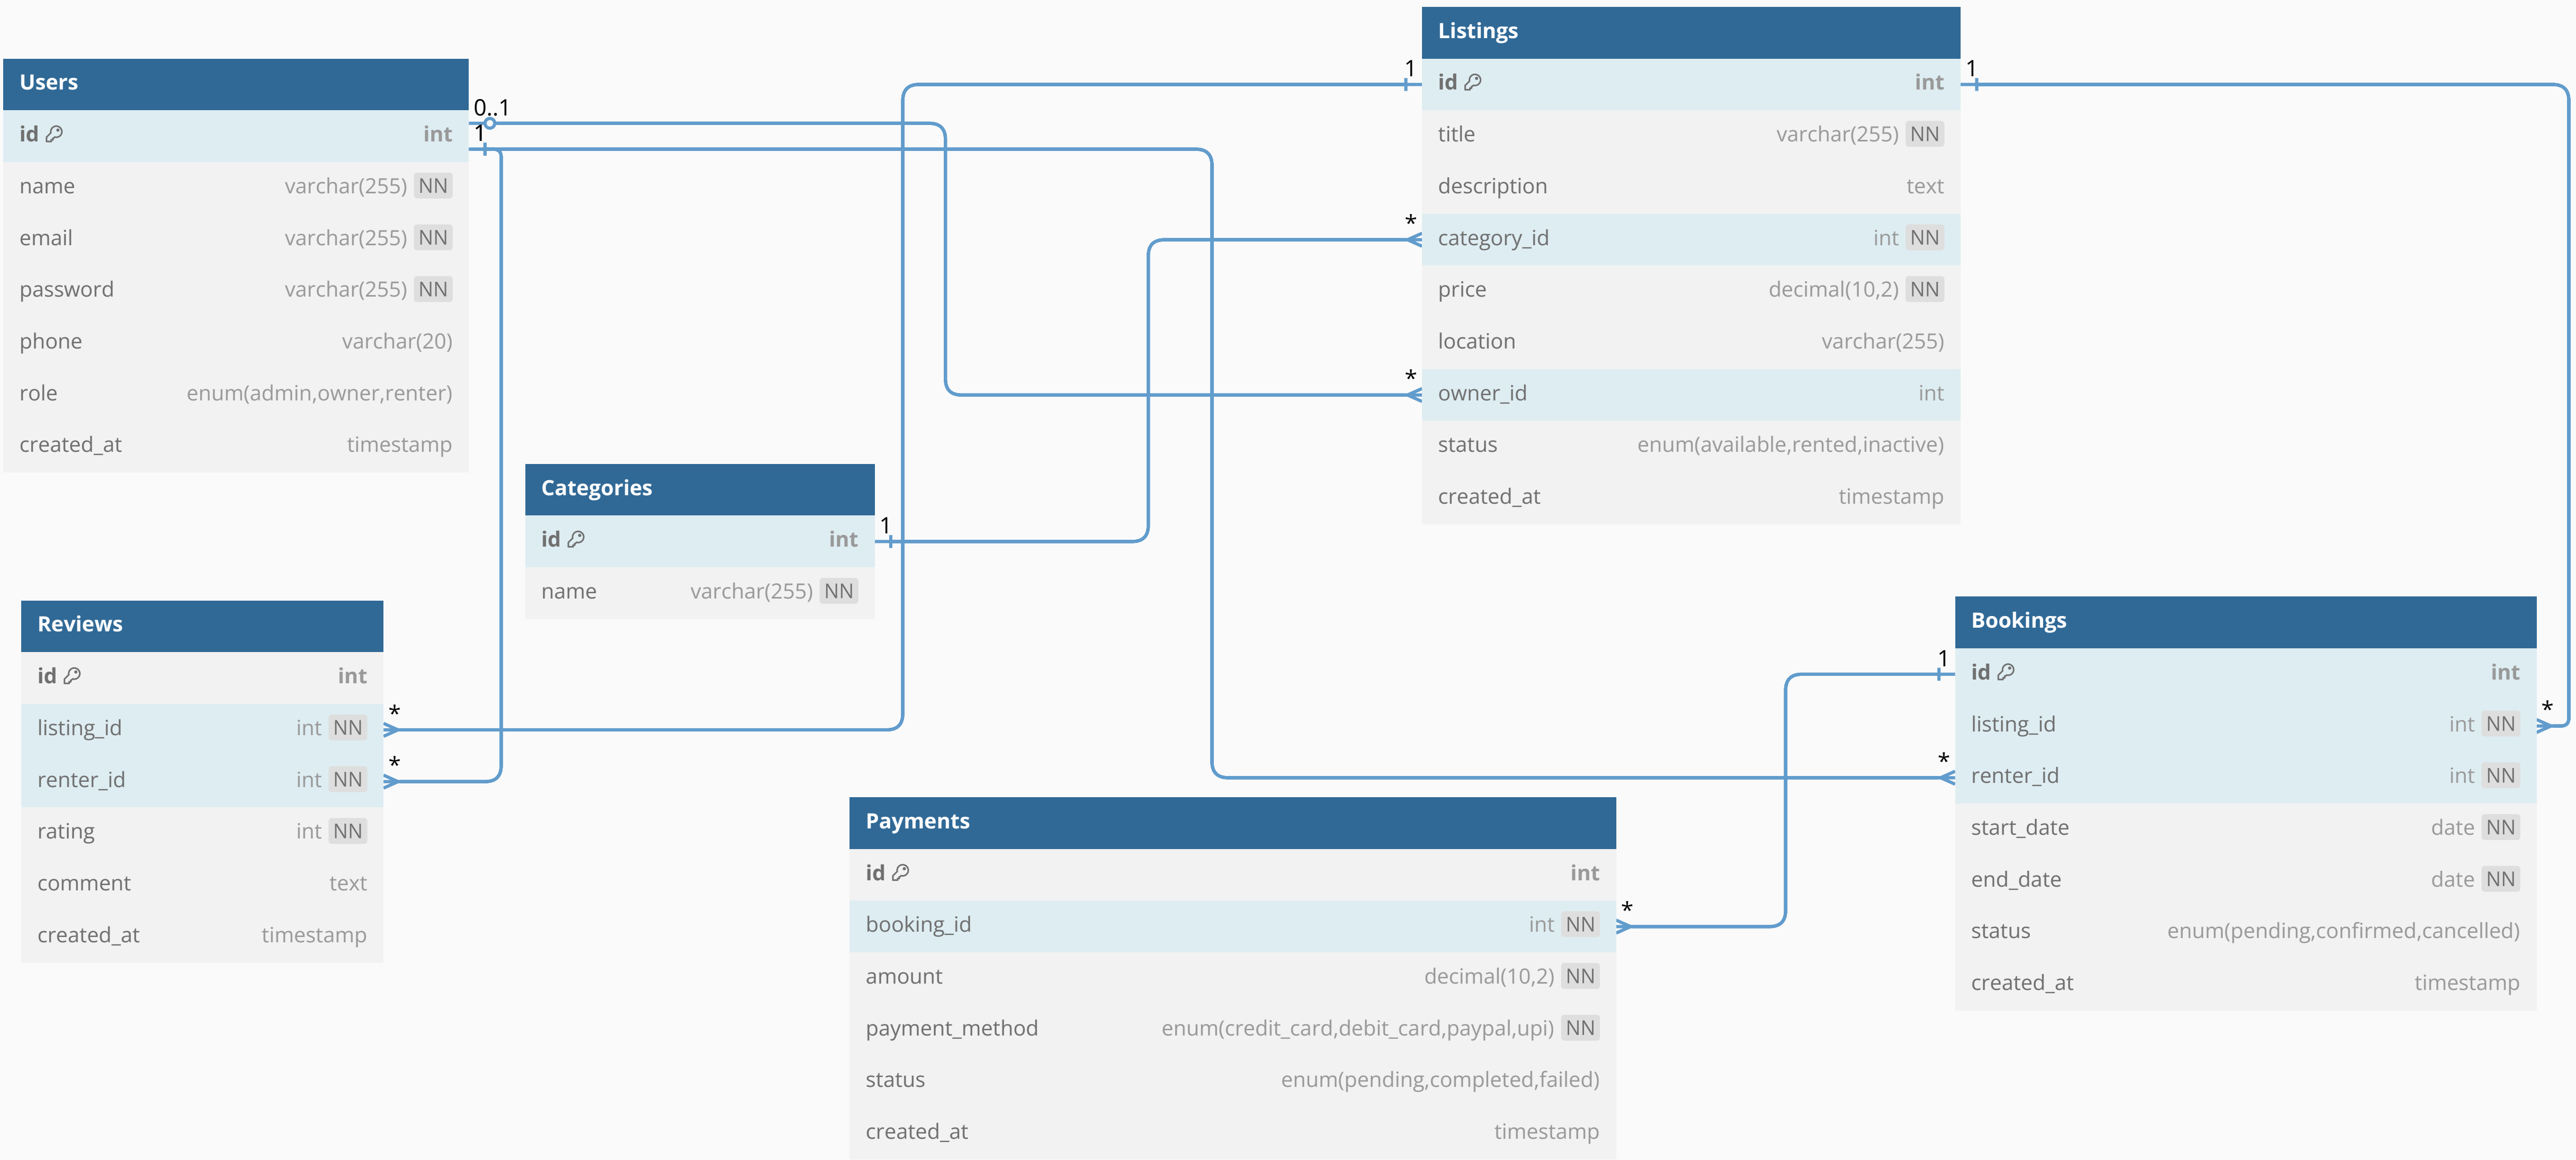 Users
id int
name varchar(255) NN
email varchar(255) NN
password varchar(255) NN
phone varchar(20)
role enum(admin,owner,renter)
created_at timestamp
0..1
1
Listings
1
id int
1
title varchar(255) NN
description text
*
category_id int NN
price decimal(10,2) NN
location varchar(255)
*
owner_id int
status enum(available,rented,inactive)
created_at timestamp
Categories
id int
1
name varchar(255) NN
Reviews
id int
listing_id int NN
*
renter_id int NN
*
rating int NN
comment text
created_at timestamp
Bookings
1
id int
listing_id int NN
*
*
renter_id int NN
start_date date NN
end_date date NN
status enum(pending,confirmed,cancelled)
created_at timestamp
Payments
id int
booking_id int NN
*
amount decimal(10,2) NN
payment_method enum(credit_card,debit_card,paypal,upi) NN
status enum(pending,completed,failed)
created_at timestamp